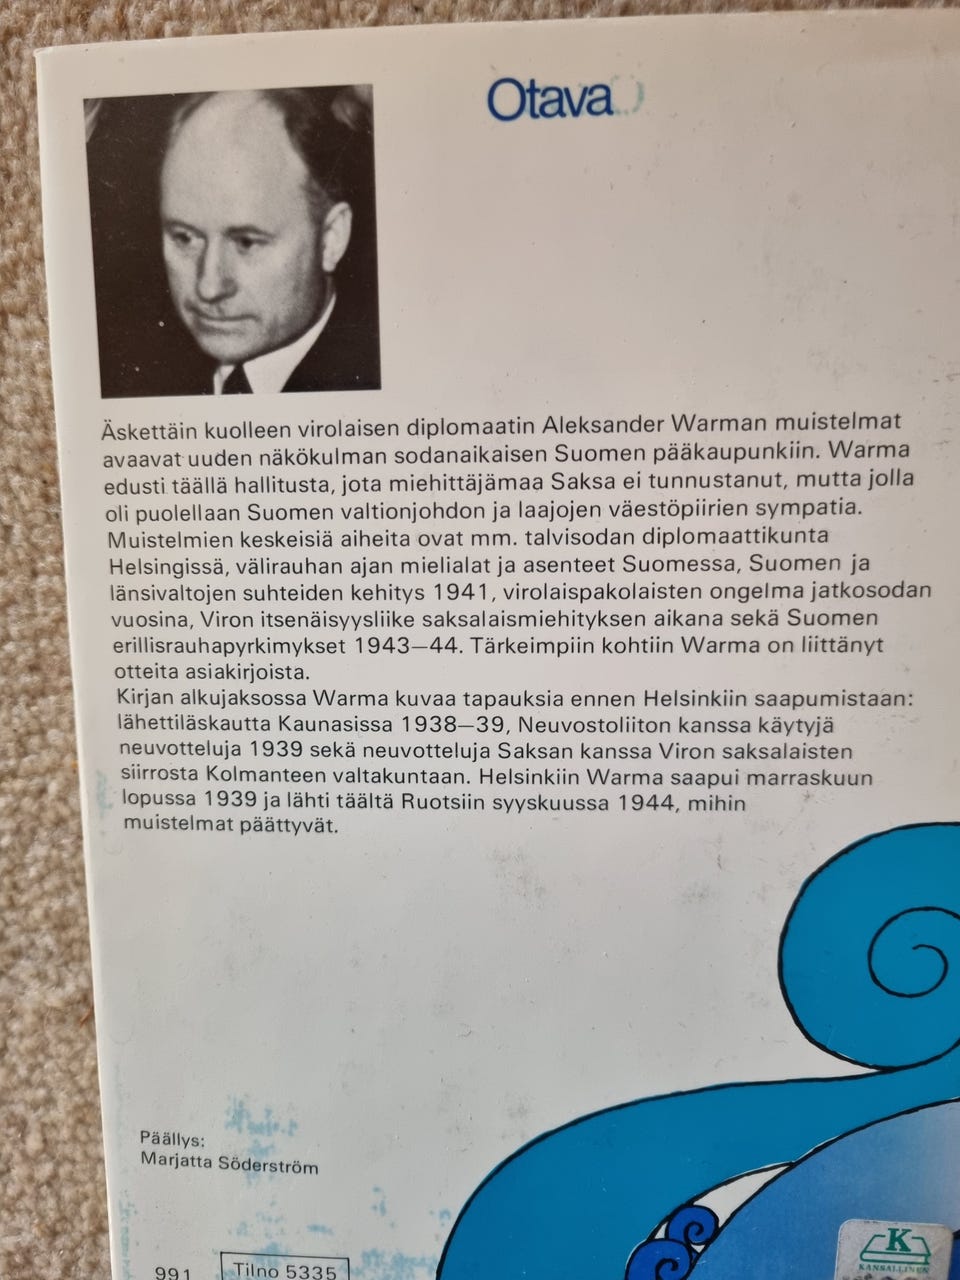 Otava
Äskettäin kuolleen virolaisen diplomaatin Aleksander Warman muistelmat
avaavat uuden näkökulman sodanaikaisen Suomen pääkaupunkiin. Warma
edusti täällä hallitusta, jota miehittäjämaa Saksa ei tunnustanut, mutta jolla
oli puolellaan Suomen valtionjohdon ja laajojen väestöpiirien sympatia.
Muistelmien keskeisiä aiheita ovat mm. talvisodan diplomaattikunta
Helsingissä, välirauhan ajan mielialat ja asenteet Suomessa, Suomen ja
länsivaltojen suhteiden kehitys 1941, virolaispakolaisten ongelma jatkosodan
vuosina, Viron itsenäisyysliike saksalaismiehityksen aikana sekä Suomen
erillisrauhapyrkimykset 1943—44. Tärkeimpiin kohtiin Warma on liittänyt
otteita asiakirjoista.
Kirjan alkujaksossa Warma kuvaa tapauksia ennen Helsinkiin saapumistaan:
lähettiläskautta Kaunasissa 1938—39, Neuvostoliiton kanssa käytyjä
neuvotteluja 1939 sekä neuvotteluja Saksan kanssa Viron saksalaisten
siirrosta Kolmanteen valtakuntaan. Helsinkiin Warma saapui marraskuun
lopussa 1939 ja lähti täältä Ruotsiin syyskuussa 1944, mihin
muistelmat päättyvät.
Päällys:
Marjatta Söderström
991
Tilno 5335
K
KANSALLINEN